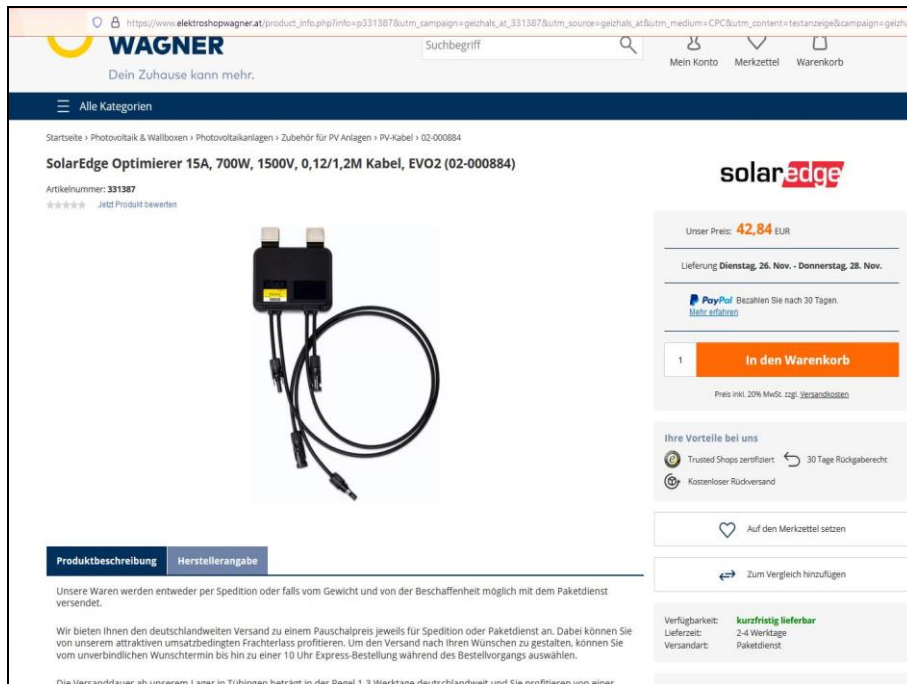 https://www.elektroshopwagner.at/product_info.php?info=p331387&utm_campaign=geizhals_at_331387&utm_source=geizhals_at&utm_medium=CPC&utm_content=textanzeige&campaign=geizha
WAGNER
Dein Zuhause kann mehr.
Suchbegriff
Mein Konto Merkzettel Warenkorb
Alle Kategorien
Startseite › Photovoltaik & Wallboxen › Photovoltaikanlagen › Zubehör für PV Anlagen › PV-Kabel › 02-000884
SolarEdge Optimierer 15A, 700W, 1500V, 0,12/1,2M Kabel, EVO2 (02-000884)
Artikelnummer: 331387
Jetzt Produkt bewerten
solaredge
Unser Preis: 42,84 EUR
Lieferung Dienstag, 26. Nov. - Donnerstag, 28. Nov.
PayPal Bezahlen Sie nach 30 Tagen.
Mehr erfahren
1 In den Warenkorb
Preis inkl. 20% MwSt. zzgl. Versandkosten
Ihre Vorteile bei uns
Trusted Shops zertifiziert 30 Tage Rückgaberecht
Kostenloser Rückversand
Auf den Merkzettel setzen
Zum Vergleich hinzufügen
Produktbeschreibung Herstellerangabe
Unsere Waren werden entweder per Spedition oder falls vom Gewicht und von der Beschaffenheit möglich mit dem Paketdienst
versendet.
Wir bieten Ihnen den deutschlandweiten Versand zu einem Pauschalpreis jeweils für Spedition oder Paketdienst an. Dabei können Sie
von unserem attraktiven umsatzbedingten Frachterlass profitieren. Um den Versand nach Ihren Wünschen zu gestalten, können Sie
vom unverbindlichen Wunschtermin bis hin zu einer 10 Uhr Express-Bestellung während des Bestellvorgangs auswählen.
Die Versanddauer ab unserem Lager in Tübingen beträgt in der Regel 1-3 Werktage deutschlandweit und Sie profitieren von einer
Verfügbarkeit: kurzfristig lieferbar
Lieferzeit: 2-4 Werktage
Versandart: Paketdienst